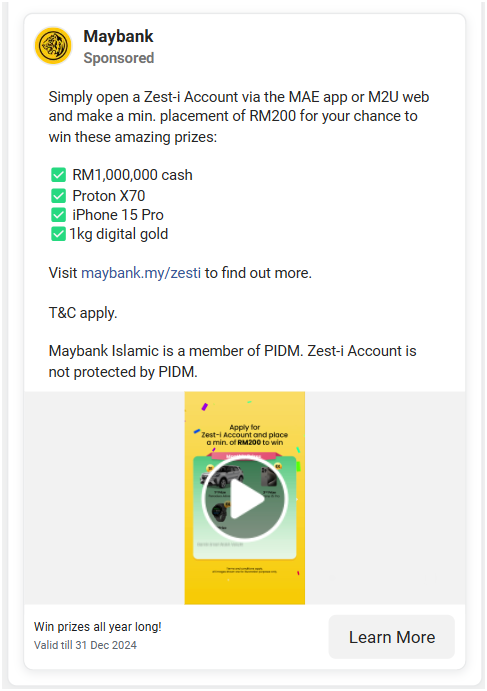 Maybank
Sponsored
Simply open a Zest-i Account via the MAE app or M2U web
and make a min. placement of RM200 for your chance to
win these amazing prizes:
✅ RM1,000,000 cash
✅ Proton X70
✅ iPhone 15 Pro
✅1kg digital gold
Visit maybank.my/zesti to find out more.
T&C apply.
Maybank Islamic is a member of PIDM. Zest-i Account is
not protected by PIDM.
Apply for
Zest-i Account and place
a min. of RM200 to win
Terms and conditions apply.
Win prizes all year long!
Valid till 31 Dec 2024
Learn More